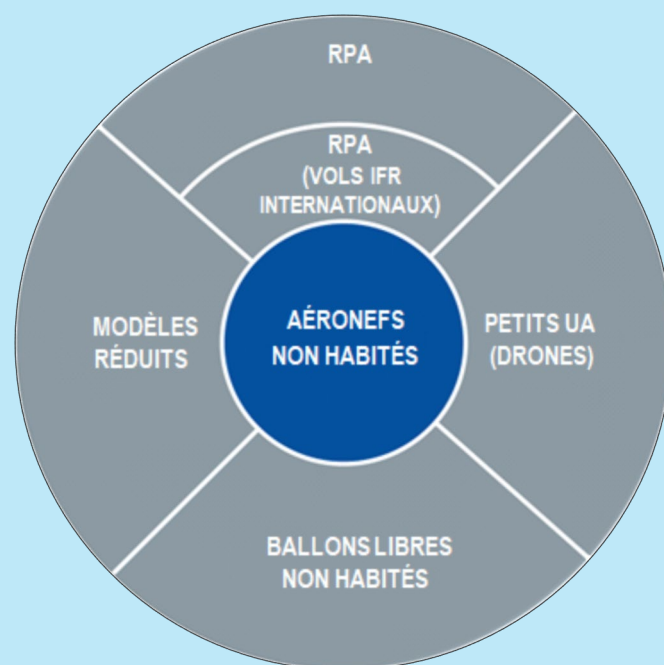 RPA
RPA
(VOLS IFR
INTERNATIONAUX)
MODÈLES
RÉDUITS
AÉRONEFS
NON HABITÉS
PETITS UA
(DRONES)
BALLONS LIBRES
NON HABITÉS